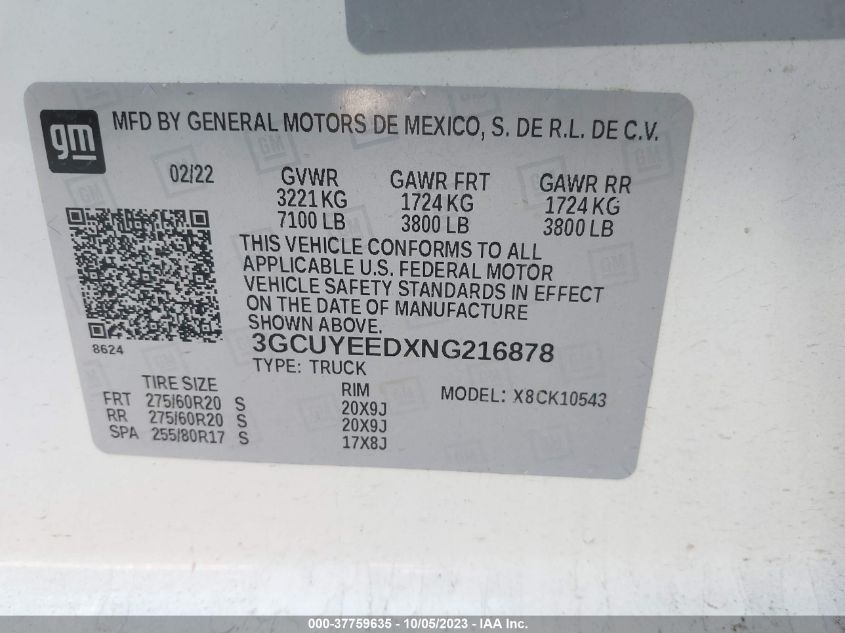 gm MFD BY GENERAL MOTORS DE MEXICO, S. DE R.L. DE C.V.
02/22 GVWR GAWR FRT GAWR RR
3221 KG 1724 KG 1724 KG
7100 LB 3800 LB 3800 LB
THIS VEHICLE CONFORMS TO ALL
APPLICABLE U.S. FEDERAL MOTOR
VEHICLE SAFETY STANDARDS IN EFFECT
ON THE DATE OF MANUFACTURE
SHOWN ABOVE.
8624
3GCUYEEDXNG216878
TYPE: TRUCK
TIRE SIZE RIM MODEL: X8CK10543
FRT 275/60R20 S 20X9J
RR 275/60R20 S 20X9J
SPA 255/80R17 S 17X8J
000-37759635 - 10/05/2023 - IAA Inc.